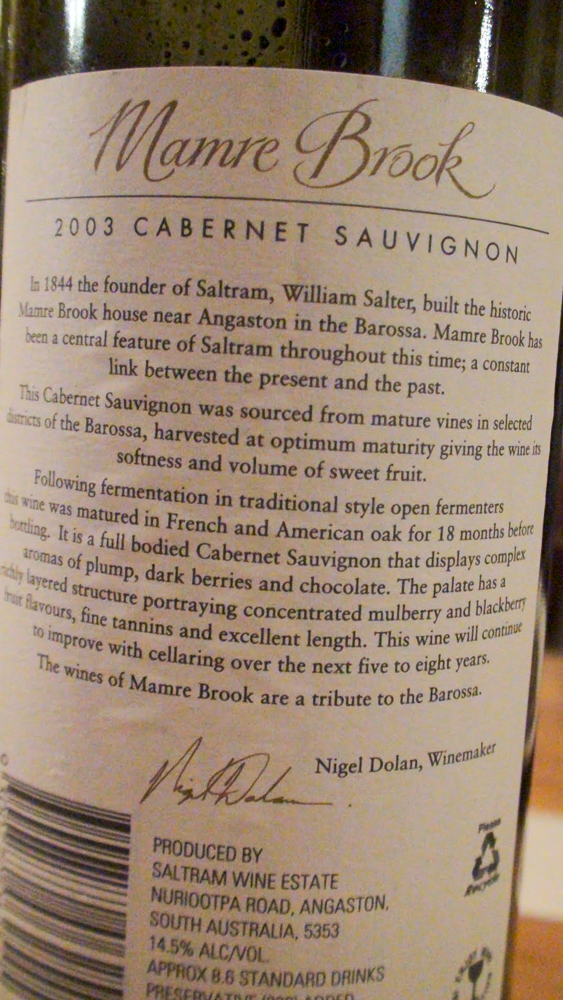 Mamre Brook
2003 CABERNET SAUVIGNON
In 1844 the founder of Saltram, William Salter, built the historic
Mamre Brook house near Angaston in the Barossa. Mamre Brook has
been a central feature of Saltram throughout this time; a constant
link between the present and the past.
This Cabernet Sauvignon was sourced from mature vines in selected
districts of the Barossa, harvested at optimum maturity giving the wine its
softness and volume of sweet fruit.
Following fermentation in traditional style open fermenters
this wine was matured in French and American oak for 18 months before
bottling. It is a full bodied Cabernet Sauvignon that displays complex
aromas of plump, dark berries and chocolate. The palate has a
richly layered structure portraying concentrated mulberry and blackberry
fruit flavours, fine tannins and excellent length. This wine will continue
to improve with cellaring over the next five to eight years.
The wines of Mamre Brook are a tribute to the Barossa.
Nigel Dolan
Nigel Dolan, Winemaker
PRODUCED BY
SALTRAM WINE ESTATE
NURIOOTPA ROAD, ANGASTON,
SOUTH AUSTRALIA, 5353
14.5% ALC/VOL.
APPROX 8.6 STANDARD DRINKS
PRESERVATIVE ADDED
Please
Recycle